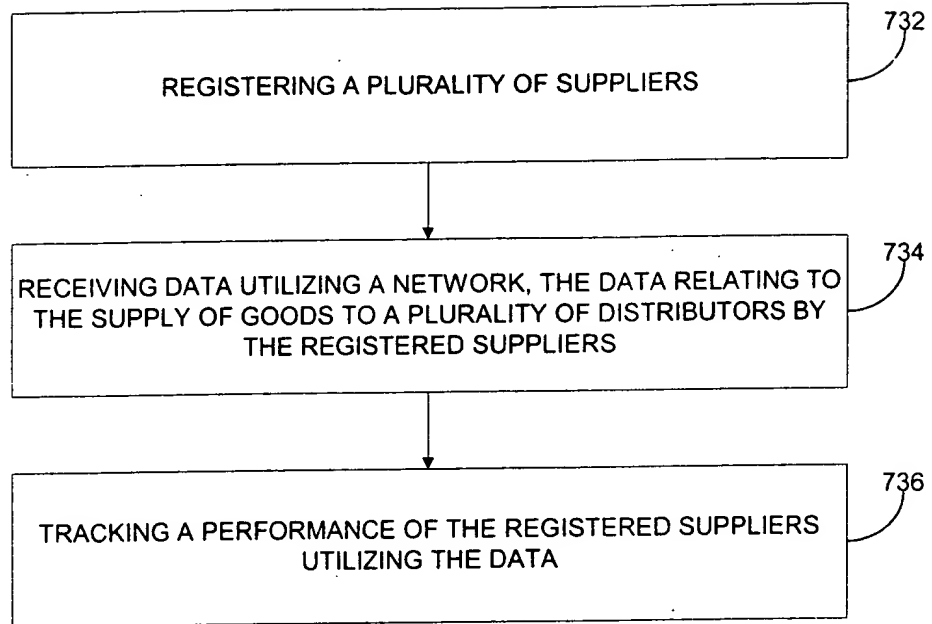 732
REGISTERING A PLURALITY OF SUPPLIERS
734
RECEIVING DATA UTILIZING A NETWORK, THE DATA RELATING TO
THE SUPPLY OF GOODS TO A PLURALITY OF DISTRIBUTORS BY
THE REGISTERED SUPPLIERS
736
TRACKING A PERFORMANCE OF THE REGISTERED SUPPLIERS
UTILIZING THE DATA